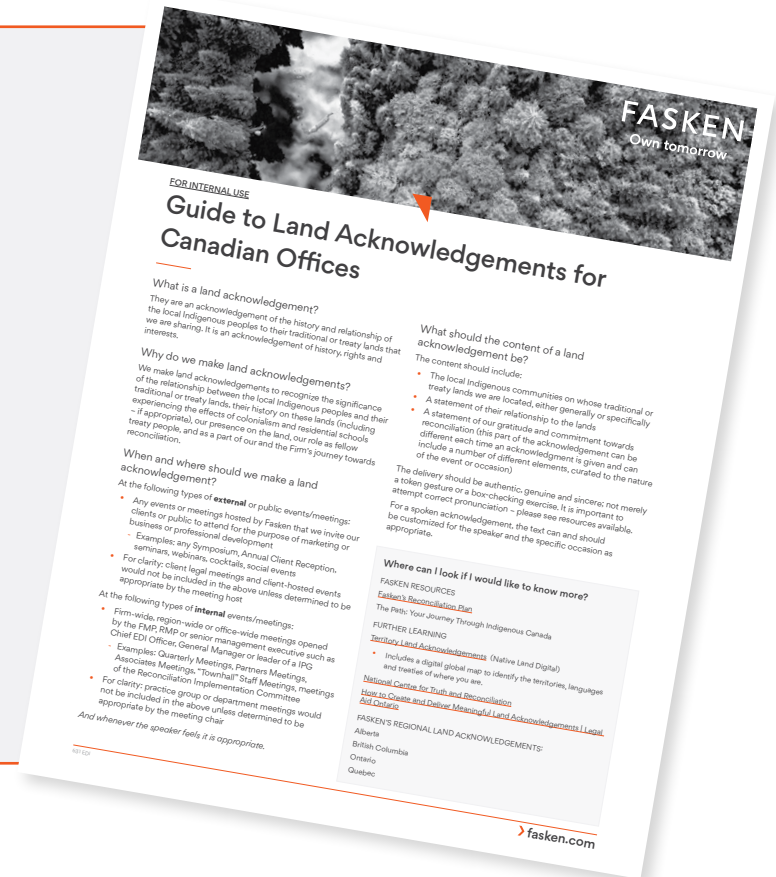 FASKEN
Own tomorrow
FOR INTERNAL USE
Guide to Land Acknowledgements for
Canadian Offices
What is a land acknowledgement?
They are an acknowledgement of the history and relationship of
the local Indigenous peoples to their traditional or treaty lands that
we are sharing. It is an acknowledgement of history, rights and
interests.
Why do we make land acknowledgements?
We make land acknowledgements to recognize the significance
of the relationship between the local Indigenous peoples and their
traditional or treaty lands, their history on these lands (including
experiencing the effects of colonialism and residential schools
– if appropriate), our presence on the land, our role as fellow
treaty people, and as a part of our and the Firm's journey towards
reconciliation.
When and where should we make a land
acknowledgement?
At the following types of external or public events/meetings:
• Any events or meetings hosted by Fasken that we invite our
clients or public to attend for the purpose of marketing or
business or professional development
- Examples: any Symposium, Annual Client Reception,
seminars, webinars, cocktails, social events
• For clarity: client legal meetings and client-hosted events
would not be included in the above unless determined to be
appropriate by the meeting host
At the following types of internal events/meetings:
• Firm-wide, region-wide or office-wide meetings opened
by the FMP, RMP or senior management executive such as
Chief EDI Officer, General Manager or leader of a IPG
- Examples: Quarterly Meetings, Partners Meetings,
Associates Meetings, "Townhall" Staff Meetings, meetings
of the Reconciliation Implementation Committee
• For clarity: practice group or department meetings would
not be included in the above unless determined to be
appropriate by the meeting chair
And whenever the speaker feels it is appropriate.
What should the content of a land
acknowledgement be?
The content should include:
• The local Indigenous communities on whose traditional or
treaty lands we are located, either generally or specifically
• A statement of their relationship to the lands
• A statement of our gratitude and commitment towards
reconciliation (this part of the acknowledgement can be
different each time an acknowledgment is given and can
include a number of different elements, curated to the nature
of the event or occasion)
The delivery should be authentic, genuine and sincere; not merely
a token gesture or a box-checking exercise. It is important to
attempt correct pronunciation – please see resources available.
For a spoken acknowledgement, the text can and should
be customized for the speaker and the specific occasion as
appropriate.
Where can I look if I would like to know more?
FASKEN RESOURCES
Fasken's Reconciliation Plan
The Path: Your Journey Through Indigenous Canada
FURTHER LEARNING
Territory Land Acknowledgements (Native Land Digital)
• Includes a digital global map to identify the territories, languages
and treaties of where you are.
National Centre for Truth and Reconciliation
How to Create and Deliver Meaningful Land Acknowledgements | Legal
Aid Ontario
FASKEN'S REGIONAL LAND ACKNOWLEDGEMENTS:
Alberta
British Columbia
Ontario
Quebec
fasken.com